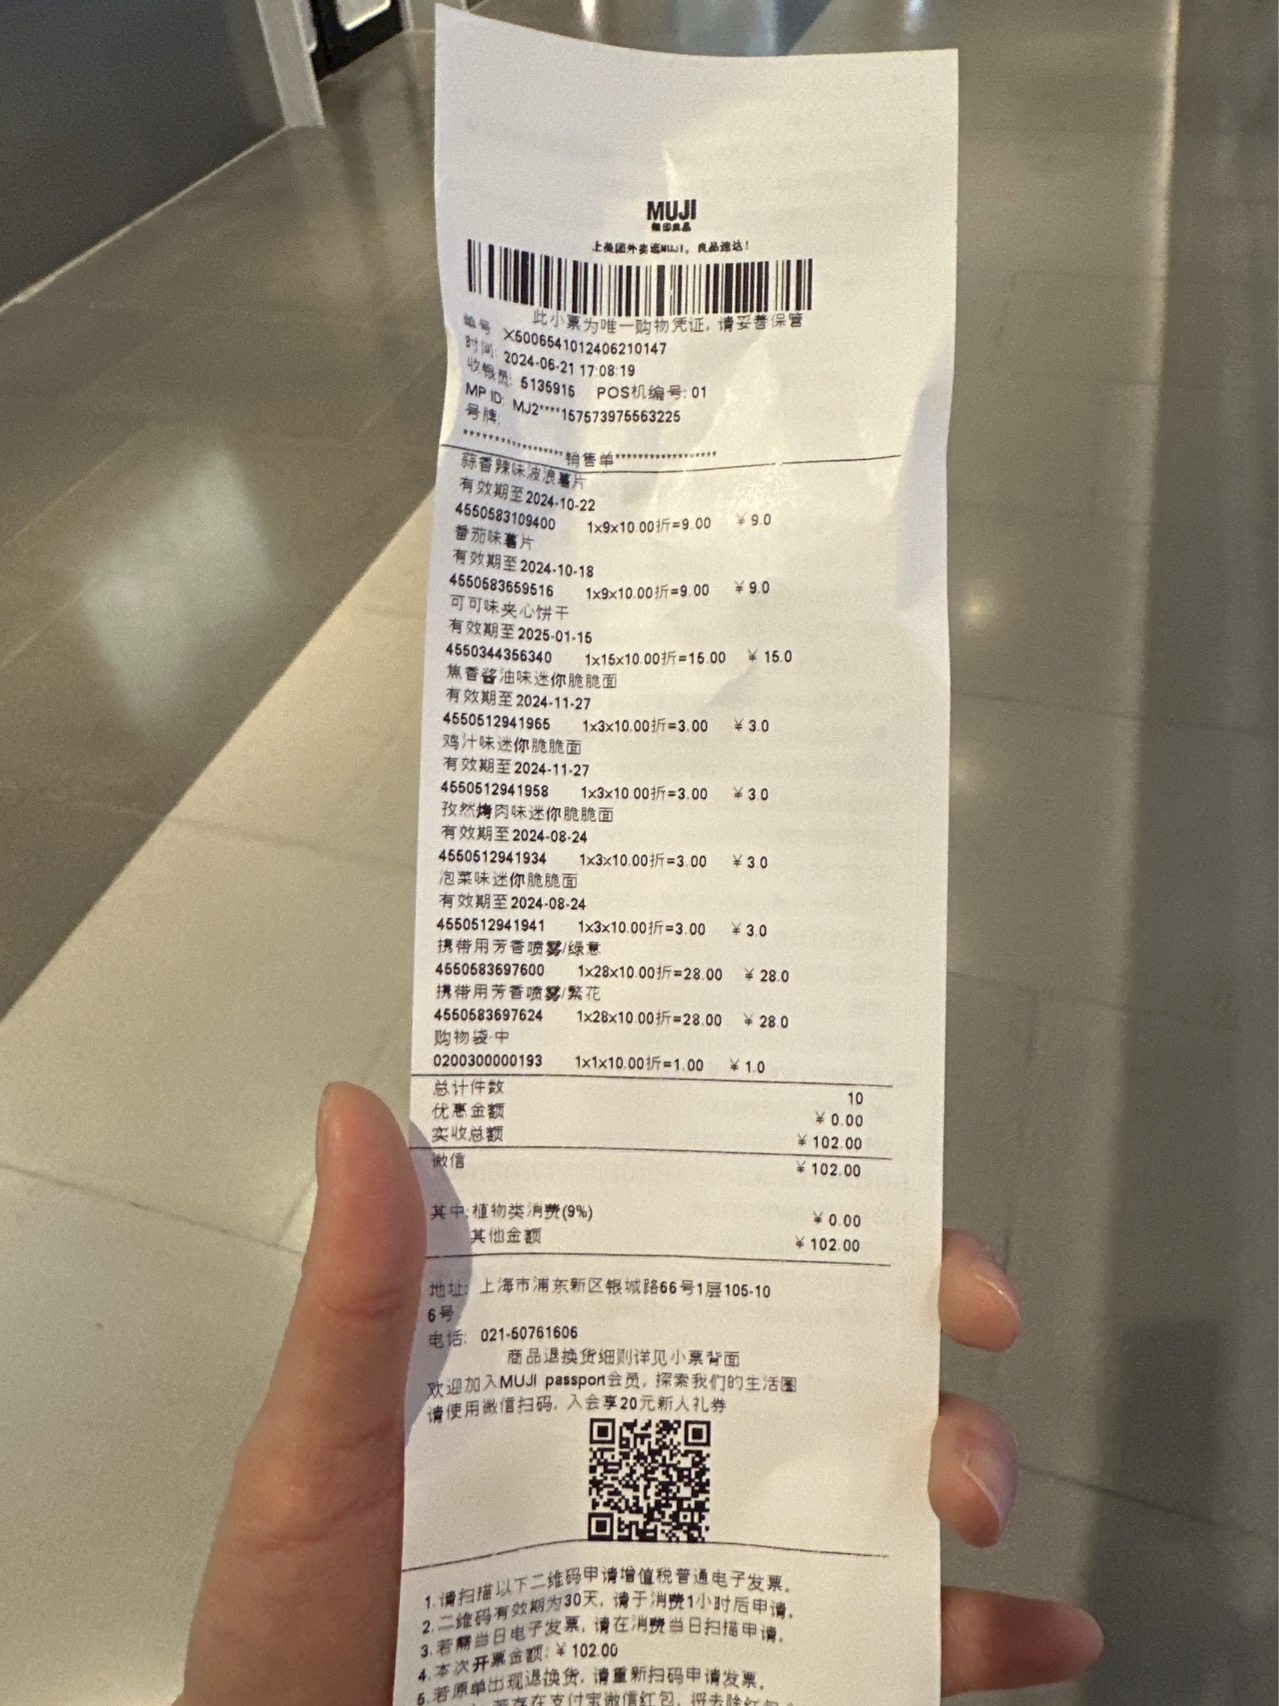 MUJI
無印良品
上美团外卖逛MUJI，良品速达！
此小票为唯一购物凭证，请妥善保管
单号 X5006541012406210147
时间: 2024-06-21 17:08:19
收银员: 5135915 POS机编号: 01
MP ID: MJ2****157573975563225
号牌:
******************销售单******************
蒜香辣味波浪薯片
有效期至2024-10-22
4550583109400 1x9x10.00折=9.00 ￥9.0
番茄味薯片
有效期至2024-10-18
4550583659516 1x9x10.00折=9.00 ￥9.0
可可味夹心饼干
有效期至2025-01-15
4550344356340 1x15x10.00折=15.00 ￥15.0
焦香酱油味迷你脆脆面
有效期至2024-11-27
4550512941965 1x3x10.00折=3.00 ￥3.0
鸡汁味迷你脆脆面
有效期至2024-11-27
4550512941958 1x3x10.00折=3.00 ￥3.0
孜然烤肉味迷你脆脆面
有效期至2024-08-24
4550512941934 1x3x10.00折=3.00 ￥3.0
泡菜味迷你脆脆面
有效期至2024-08-24
4550512941941 1x3x10.00折=3.00 ￥3.0
携带用芳香喷雾/绿意
4550583697600 1x28x10.00折=28.00 ￥28.0
携带用芳香喷雾/繁花
4550583697624 1x28x10.00折=28.00 ￥28.0
购物袋·中
0200300000193 1x1x10.00折=1.00 ￥1.0
总计件数 10
优惠金额 ￥0.00
实收总额 ￥102.00
微信 ￥102.00
其中:植物类消费(9%) ￥0.00
其他金额 ￥102.00
地址: 上海市浦东新区银城路66号1层105-10
6号
电话: 021-50761606
商品退换货细则详见小票背面
欢迎加入MUJI passport会员，探索我们的生活圈
请使用微信扫码，入会享20元新人礼券
1.请扫描以下二维码申请增值税普通电子发票。
2.二维码有效期为30天，请于消费1小时后申请。
3.若需当日电子发票，请在消费当日扫描申请。
4.本次开票金额:￥102.00
5.若原单出现退换货，请重新扫码申请发票。
若存在支付宝微信红包，将去除红包